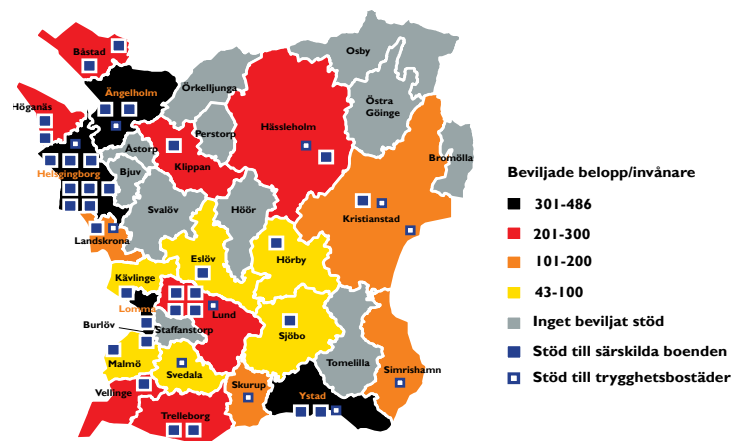 Båstad
Osby
Ängelholm
Örkelljunga
Östra
Göinge
Höganäs
Perstorp
Hässleholm
Åstorp
Klippan
Bromölla
Helsgingborg
Bjuv
Svalöv
Höör
Kristianstad
Landskrona
Eslöv
Hörby
Kävlinge
Lomma
Lund
Burlöv
Staffanstorp
Sjöbo
Malmö
Svedala
Tomelilla
Simrishamn
Vellinge
Skurup
Ystad
Trelleborg
Beviljade belopp/invånare
301-486
201-300
101-200
43-100
Inget beviljat stöd
Stöd till särskilda boenden
Stöd till trygghetsbostäder